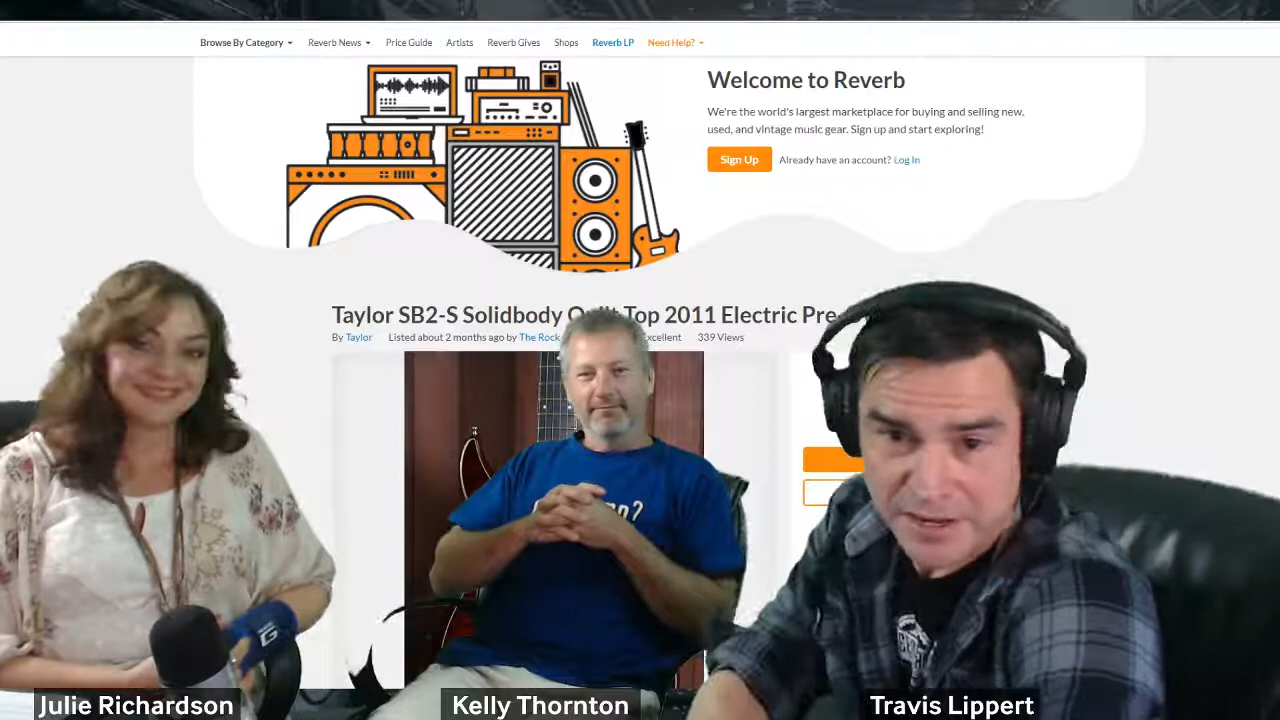 Browse By Category Reverb News Price Guide Artists Reverb Gives Shops Reverb LP Need Help?
Welcome to Reverb
We're the world's largest marketplace for buying and selling new,
used, and vintage music gear. Sign up and start exploring!
Sign Up Already have an account? Log In
Taylor SB2-S Solidbody Top 2011 Electric
By Taylor Listed about 2 months ago by The Rock 339 Views
Julie Richardson Kelly Thornton Travis Lippert